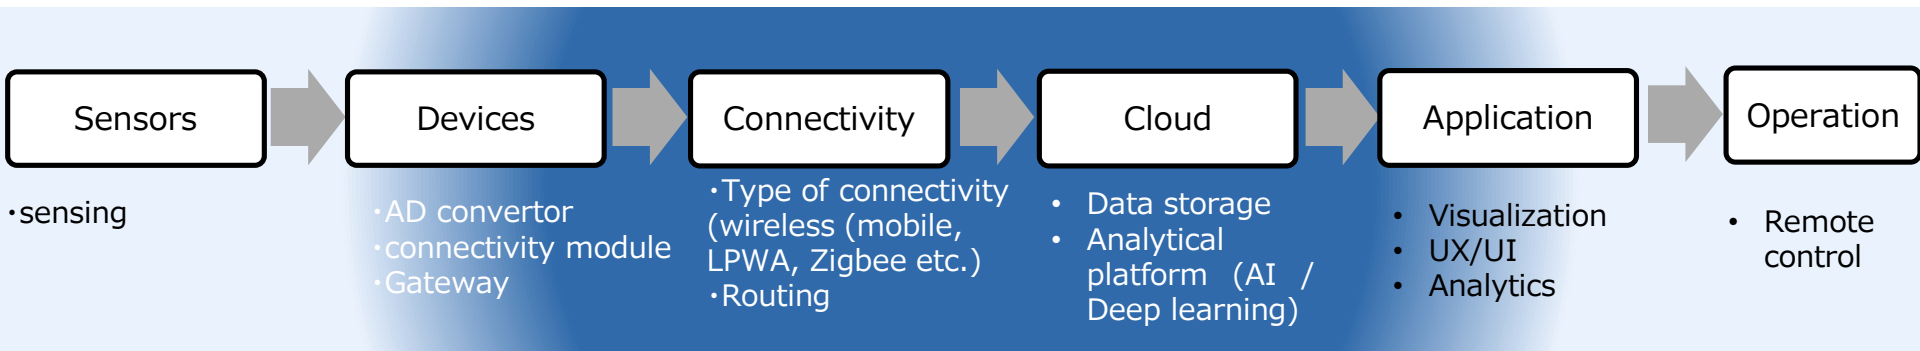 Sensors
Devices
Connectivity
Cloud
Application
Operation
・sensing
・AD convertor
・connectivity module
・Gateway
・Type of connectivity
(wireless (mobile,
LPWA, Zigbee etc.)
・Routing
• Data storage
• Analytical
platform (AI /
Deep learning)
• Visualization
• UX/UI
• Analytics
• Remote
control